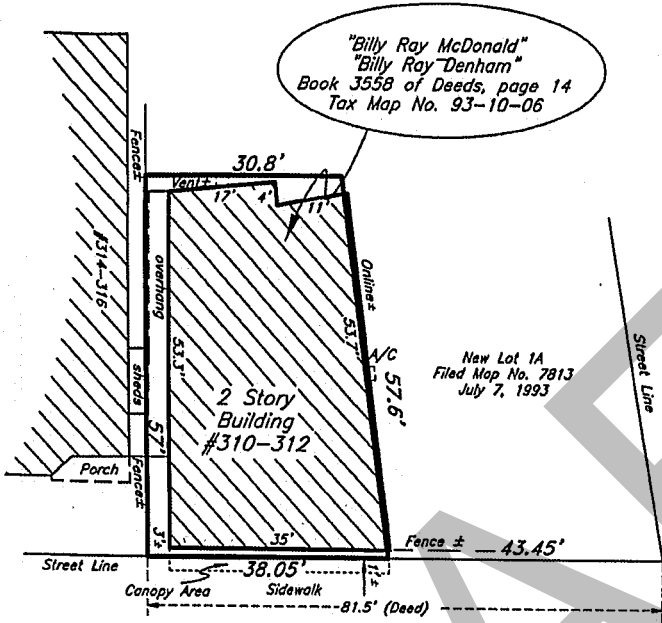 "Billy Ray McDonald"
"Billy Ray Denham"
Book 3558 of Deeds, page 14
Tax Map No. 93-10-06
Fence±
30.8'
Vent±
17'
4'
11'
#314-316
overhang
Online±
53.3'
53.7'
A/C
57.6'
New Lot 1A
Filed Map No. 7813
July 7, 1993
Street Line
sheds
57'
2 Story
Building
#310-312
Porch
Fence±
3'±
35'
Fence ±
43.45'
Street Line
38.05'
1'±
Canopy Area
Sidewalk
81.5' (Deed)